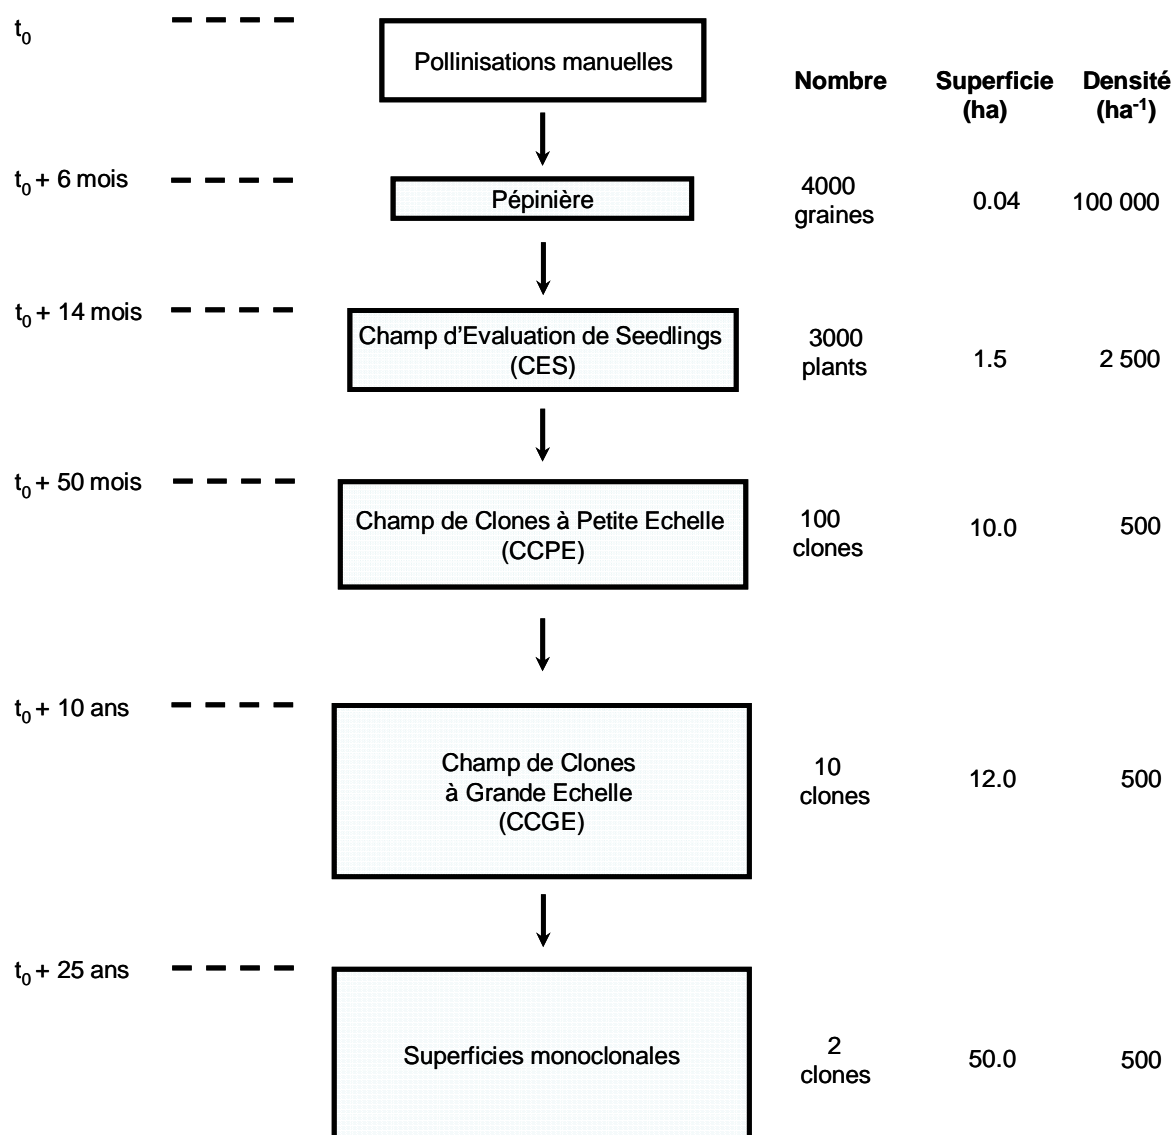 t0
Pollinisations manuelles
Nombre
Superficie
(ha)
Densité
(ha-1)
t0 + 6 mois
Pépinière
4000
graines
0.04
100 000
t0 + 14 mois
Champ d'Evaluation de Seedlings
(CES)
3000
plants
1.5
2 500
t0 + 50 mois
Champ de Clones à Petite Echelle
(CCPE)
100
clones
10.0
500
t0 + 10 ans
Champ de Clones
à Grande Echelle
(CCGE)
10
clones
12.0
500
t0 + 25 ans
Superficies monoclonales
2
clones
50.0
500